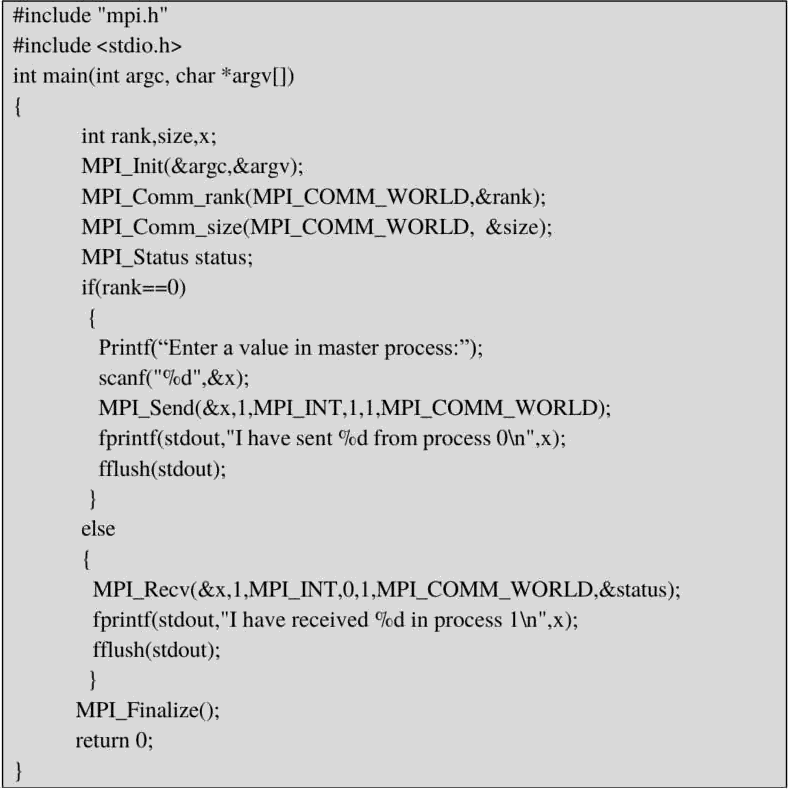 #include "mpi.h"
#include <stdio.h>
int main(int argc, char *argv[])
{
int rank,size,x;
MPI_Init(&argc,&argv);
MPI_Comm_rank(MPI_COMM_WORLD,&rank);
MPI_Comm_size(MPI_COMM_WORLD, &size);
MPI_Status status;
if(rank==0)
{
Printf(“Enter a value in master process:”);
scanf("%d",&x);
MPI_Send(&x,1,MPI_INT,1,1,MPI_COMM_WORLD);
fprintf(stdout,"I have sent %d from process 0\n",x);
fflush(stdout);
}
else
{
MPI_Recv(&x,1,MPI_INT,0,1,MPI_COMM_WORLD,&status);
fprintf(stdout,"I have received %d in process 1\n",x);
fflush(stdout);
}
MPI_Finalize();
return 0;
}